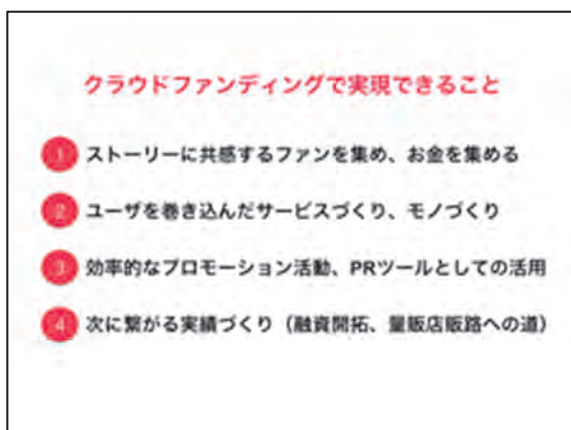 クラウドファンディングで実現できること
1 ストーリーに共感するファンを集め、お金を集める
2 ユーザを巻き込んだサービスづくり、モノづくり
3 効率的なプロモーション活動、PRツールとしての活用
4 次に繋がる実績づくり（融資開拓、量販店販路への道）